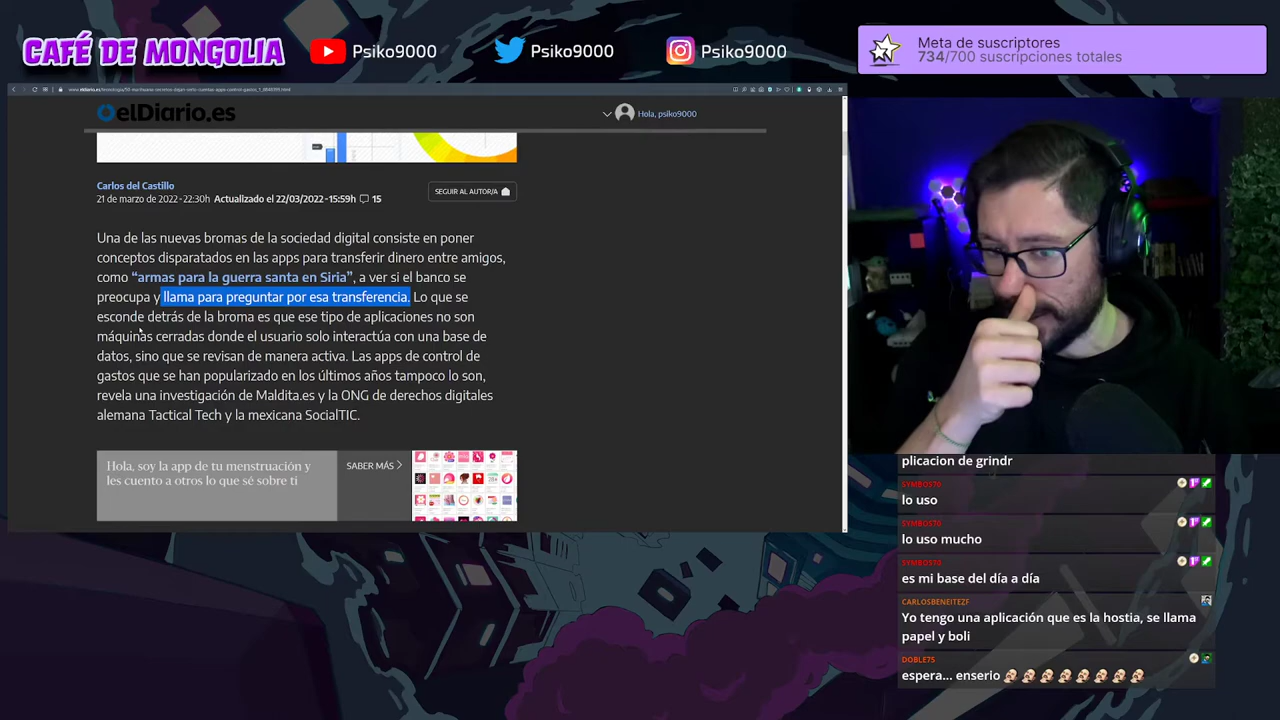 CAFÉ DE MONGOLIA
Psiko9000
Psiko9000
Psiko9000
Meta de suscriptores
734/700 suscripciones totales
elDiario.es
Hola, psiko9000
Carlos del Castillo
21 de marzo de 2022 - 22:30h Actualizado el 22/03/2022 - 15:59h 15
SEGUIR AL AUTOR/A
Una de las nuevas bromas de la sociedad digital consiste en poner
conceptos disparatados en las apps para transferir dinero entre amigos,
como “armas para la guerra santa en Siria”, a ver si el banco se
preocupa y llama para preguntar por esa transferencia. Lo que se
esconde detrás de la broma es que ese tipo de aplicaciones no son
máquinas cerradas donde el usuario solo interactúa con una base de
datos, sino que se revisan de manera activa. Las apps de control de
gastos que se han popularizado en los últimos años tampoco lo son,
revela una investigación de Maldita.es y la ONG de derechos digitales
alemana Tactical Tech y la mexicana SocialTIC.
Hola, soy la app de tu menstruación y
les cuento a otros lo que sé sobre ti
SABER MÁS
plicacion de grindr
SYMBOS70
lo uso
SYMBOS70
lo uso mucho
SYMBOS70
es mi base del día a día
CARLOSBENEITEZF
Yo tengo una aplicación que es la hostia, se llama
papel y boli
DOBLE75
espera... enserio